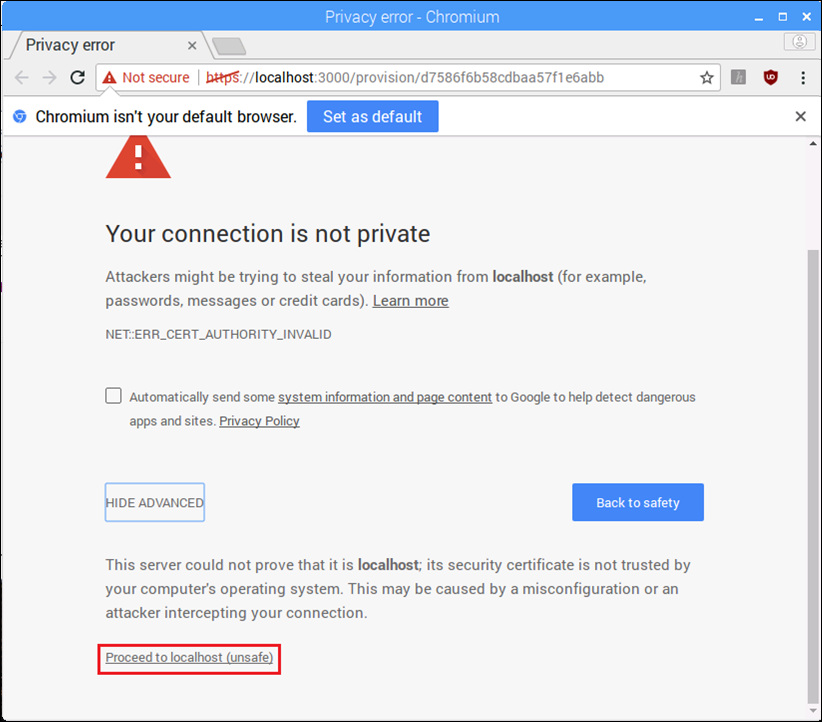 Privacy error - Chromium
Privacy error
Not secure | https://localhost:3000/provision/d7586f6b58cdbaa57f1e6abb
Chromium isn't your default browser. Set as default
Your connection is not private
Attackers might be trying to steal your information from localhost (for example,
passwords, messages or credit cards). Learn more
NET::ERR_CERT_AUTHORITY_INVALID
Automatically send some system information and page content to Google to help detect dangerous
apps and sites. Privacy Policy
HIDE ADVANCED
Back to safety
This server could not prove that it is localhost; its security certificate is not trusted by
your computer's operating system. This may be caused by a misconfiguration or an
attacker intercepting your connection.
Proceed to localhost (unsafe)